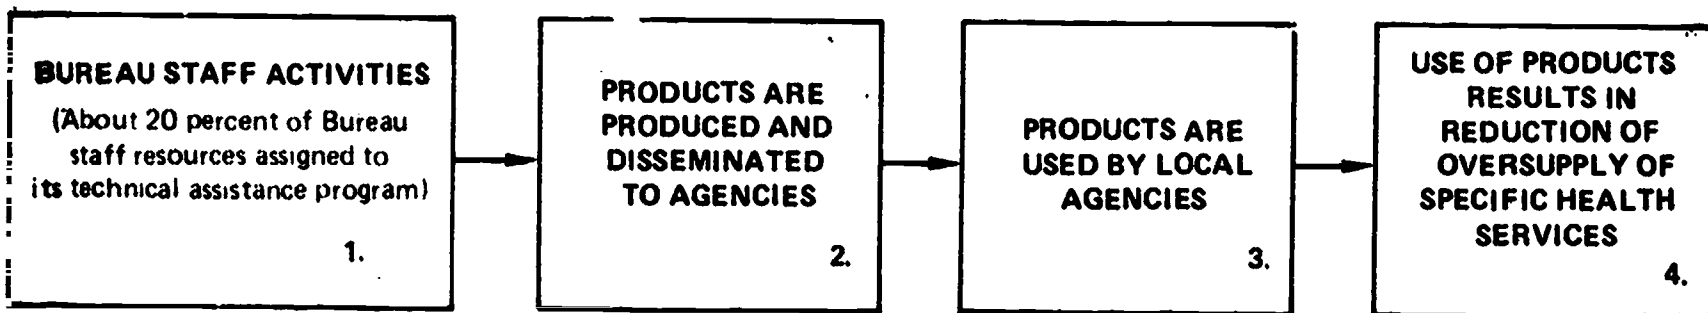 BUREAU STAFF ACTIVITIES
(About 20 percent of Bureau
staff resources assigned to
its technical assistance program)
1.
PRODUCTS ARE
PRODUCED AND
DISSEMINATED
TO AGENCIES
2.
PRODUCTS ARE
USED BY LOCAL
AGENCIES
3.
USE OF PRODUCTS
RESULTS IN
REDUCTION OF
OVERSUPPLY OF
SPECIFIC HEALTH
SERVICES
4.